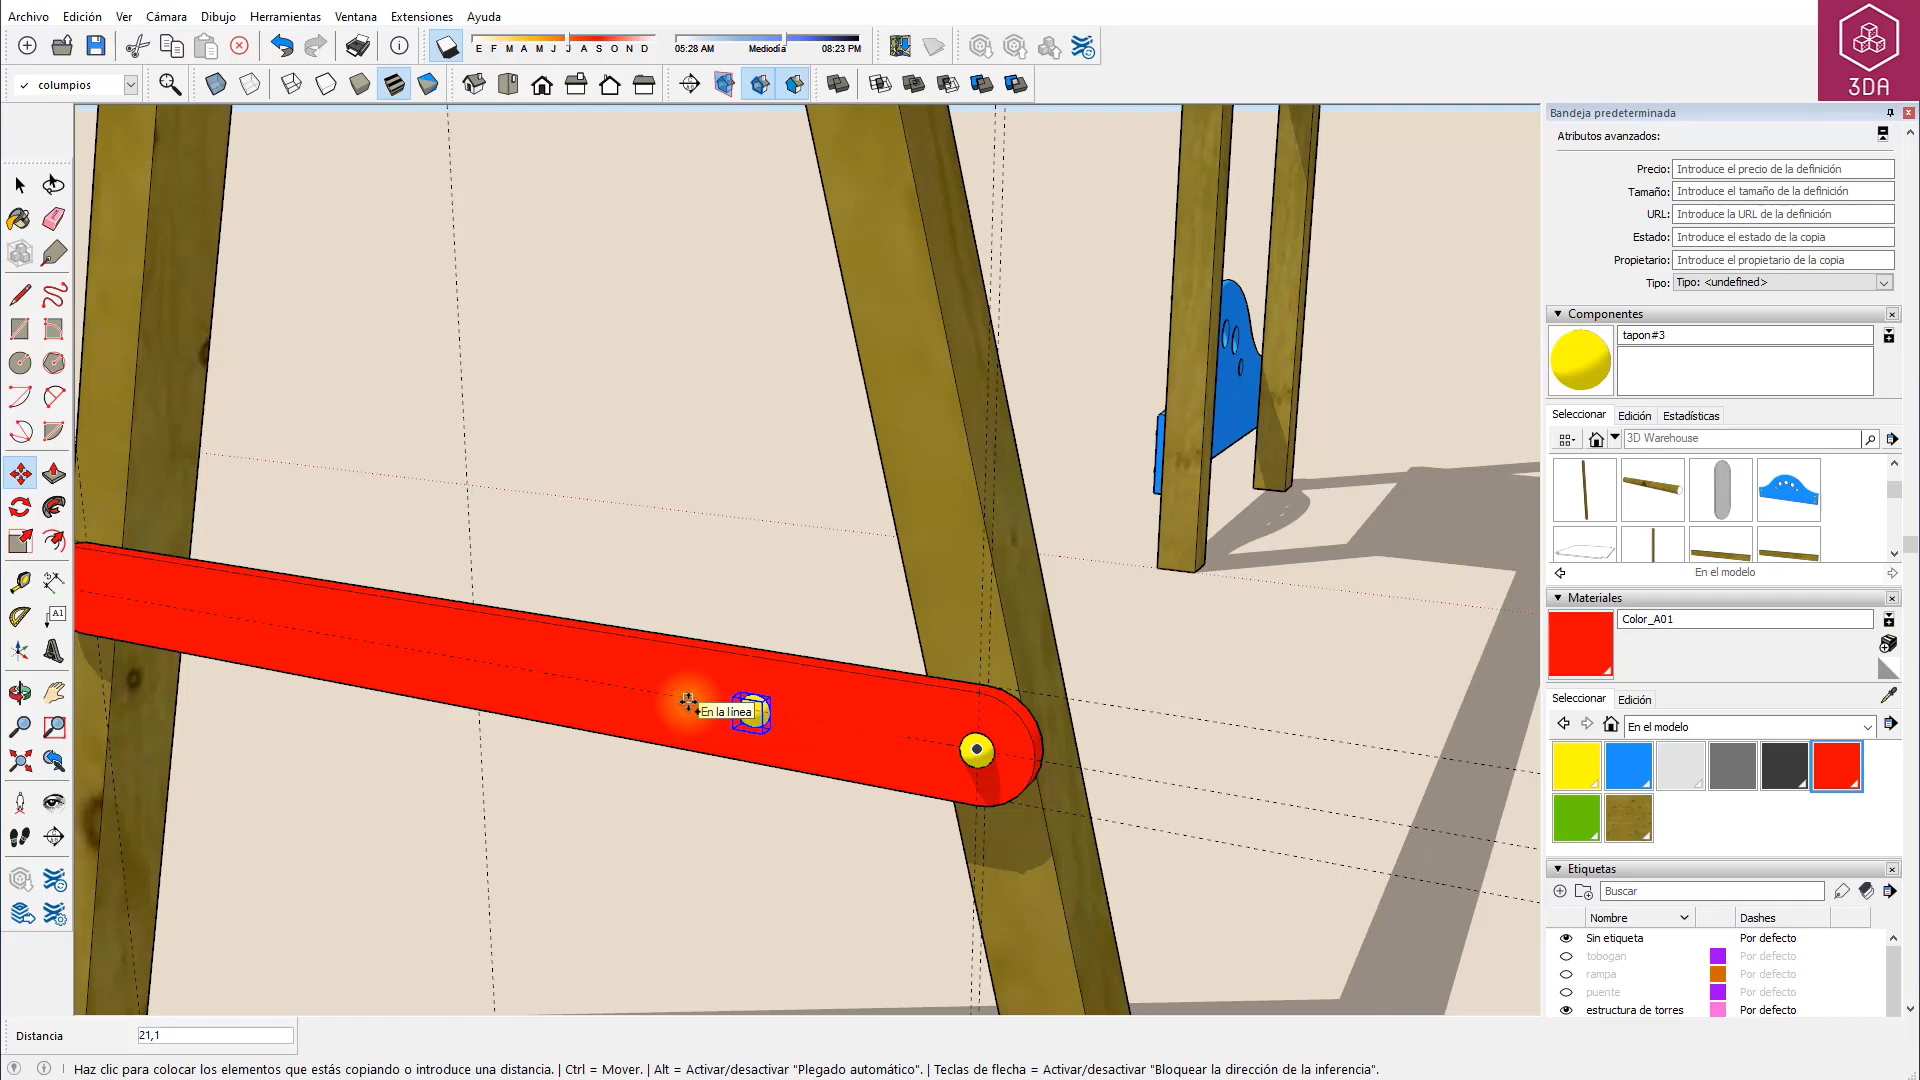 Archivo Edición Ver Cámara Dibujo Herramientas Ventana Extensiones Ayuda
E F M A M J J A S O N D
05:28 AM Mediodía 08:23 PM
3DA
columpios
Bandeja predeterminada
Atributos avanzados:
Precio: Introduce el precio de la definición
Tamaño: Introduce el tamaño de la definición
URL: Introduce la URL de la definición
Estado: Introduce el estado de la copia
Propietario: Introduce el propietario de la copia
Tipo: Tipo: <undefined>
Componentes
tapon#3
Seleccionar Edición Estadísticas
3D Warehouse
En el modelo
Materiales
Color_A01
Seleccionar Edición
En el modelo
Etiquetas
Buscar
Nombre Dashes
Sin etiqueta Por defecto
tobogan Por defecto
rampa Por defecto
puente Por defecto
estructura de torres Por defecto
A1
En la línea
Distancia 21,1
Haz clic para colocar los elementos que estás copiando o introduce una distancia. | Ctrl = Mover. | Alt = Activar/desactivar "Plegado automático". | Teclas de flecha = Activar/desactivar "Bloquear la dirección de la inferencia".